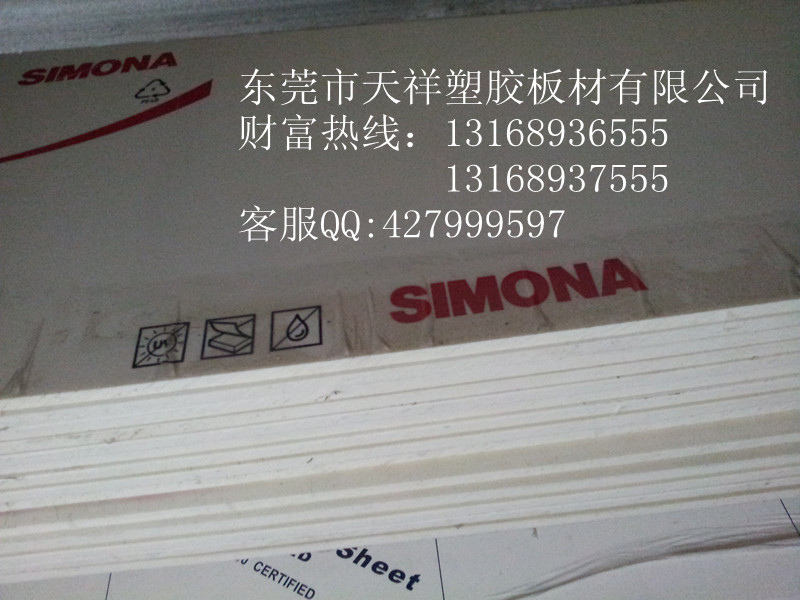 SIMONA
东莞市天祥塑胶板材有限公司
财富热线：13168936555
13168937555
客服QQ:427999597
SIMONA
Sheet
CERTIFIED